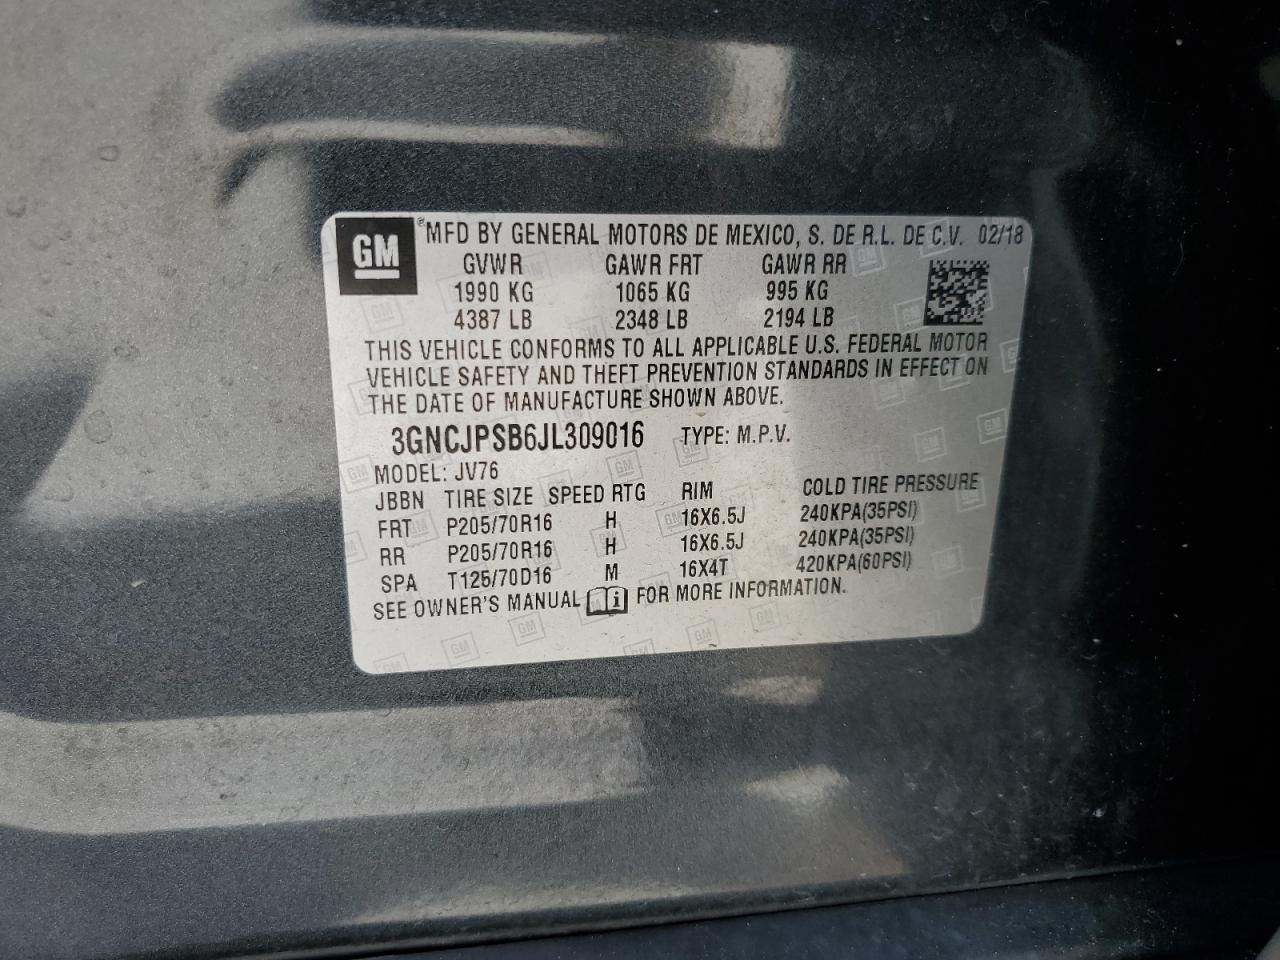 GM
®MFD BY GENERAL MOTORS DE MEXICO, S. DE R.L. DE C.V. 02/18
GVWR GAWR FRT GAWR RR
1990 KG 1065 KG 995 KG
4387 LB 2348 LB 2194 LB
THIS VEHICLE CONFORMS TO ALL APPLICABLE U.S. FEDERAL MOTOR
VEHICLE SAFETY AND THEFT PREVENTION STANDARDS IN EFFECT ON
THE DATE OF MANUFACTURE SHOWN ABOVE.
3GNCJPSB6JL309016 TYPE: M.P.V.
MODEL: JV76
JBBN TIRE SIZE SPEED RTG RIM COLD TIRE PRESSURE
FRT P205/70R16 H 16X6.5J 240KPA(35PSI)
RR P205/70R16 H 16X6.5J 240KPA(35PSI)
SPA T125/70D16 M 16X4T 420KPA(60PSI)
SEE OWNER'S MANUAL i FOR MORE INFORMATION.